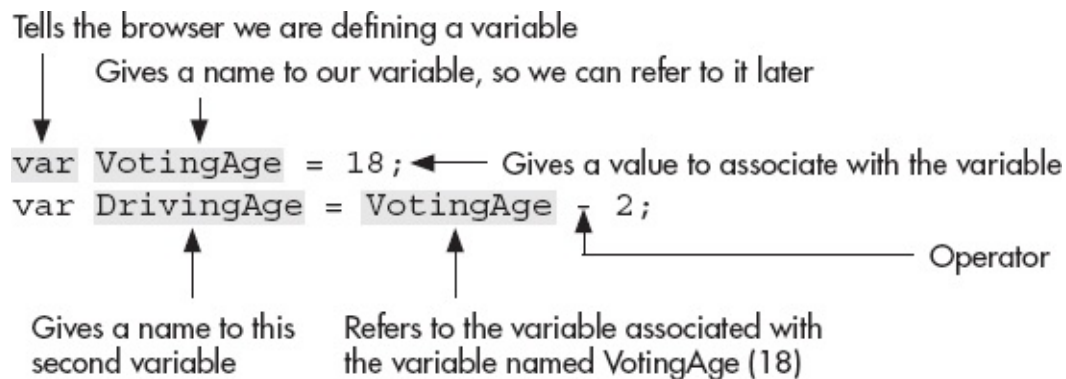 Tells the browser we are defining a variable
Gives a name to our variable, so we can refer to it later
var VotingAge = 18;
Gives a value to associate with the variable
var DrivingAge = VotingAge - 2;
Operator
Gives a name to this
second variable
Refers to the variable associated with
the variable named VotingAge (18)